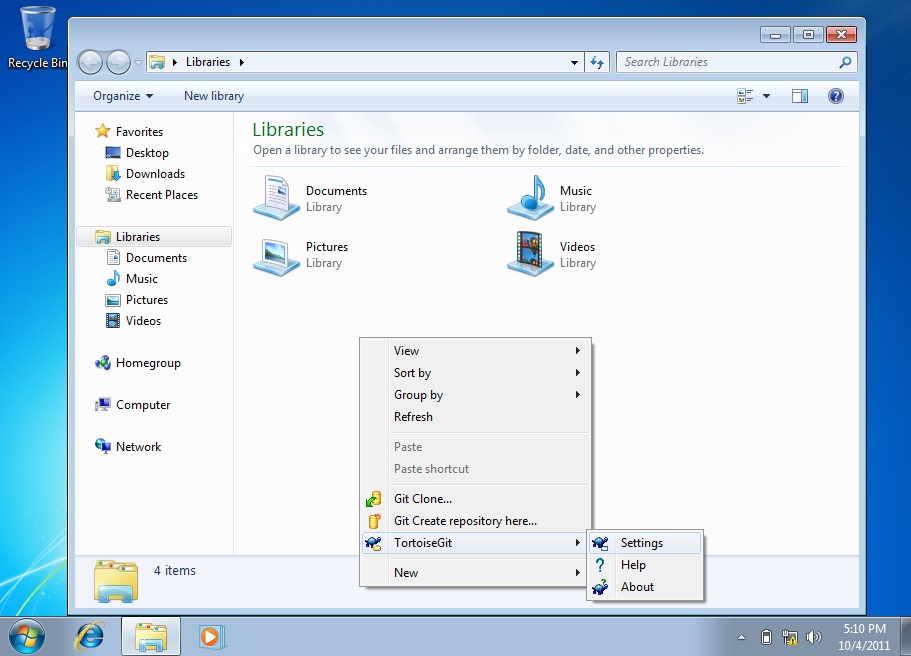 Recycle Bin
Libraries
Search Libraries
Organize
New library
Favorites
Desktop
Downloads
Recent Places
Libraries
Documents
Music
Pictures
Videos
Homegroup
Computer
Network
Libraries
Open a library to see your files and arrange them by folder, date, and other properties.
Documents
Library
Music
Library
Pictures
Library
Videos
Library
View
Sort by
Group by
Refresh
Paste
Paste shortcut
Git Clone...
Git Create repository here...
TortoiseGit
New
Settings
Help
About
4 items
5:10 PM
10/4/2011